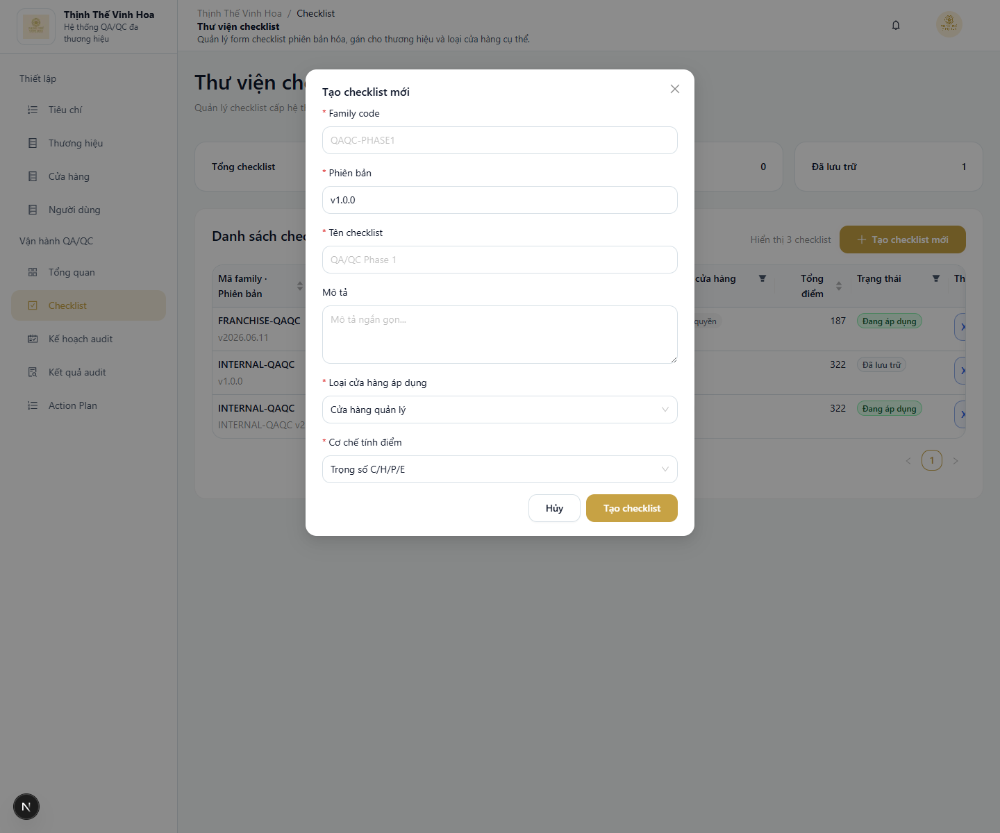 Thịnh Thế Vinh Hoa
Hệ thống QA/QC đa
thương hiệu
Thịnh Thế Vinh Hoa / Checklist
Thư viện checklist
Quản lý form checklist phiên bản hóa, gán cho thương hiệu và loại cửa hàng cụ thể.
Thiết lập
Tiêu chí
Thương hiệu
Cửa hàng
Người dùng
Vận hành QA/QC
Tổng quan
Checklist
Kế hoạch audit
Kết quả audit
Action Plan
Thư viện ch
Quản lý checklist cấp hệ th
Tổng checklist
0
Đã lưu trữ
1
Danh sách chec
Hiển thị 3 checklist
Tạo checklist mới
Mã family ·
Phiên bản
cửa hàng
Tổng
điểm
Trạng thái
Th
FRANCHISE-QAQC
v2026.06.11
quyền
187
Đang áp dụng
X
INTERNAL-QAQC
v1.0.0
322
Đã lưu trữ
X
INTERNAL-QAQC
INTERNAL-QAQC v2
322
Đang áp dụng
X
1
Tạo checklist mới
* Family code
QAQC-PHASE1
* Phiên bản
v1.0.0
* Tên checklist
QA/QC Phase 1
Mô tả
Mô tả ngắn gọn...
* Loại cửa hàng áp dụng
Cửa hàng quản lý
* Cơ chế tính điểm
Trọng số C/H/P/E
Hủy
Tạo checklist
N